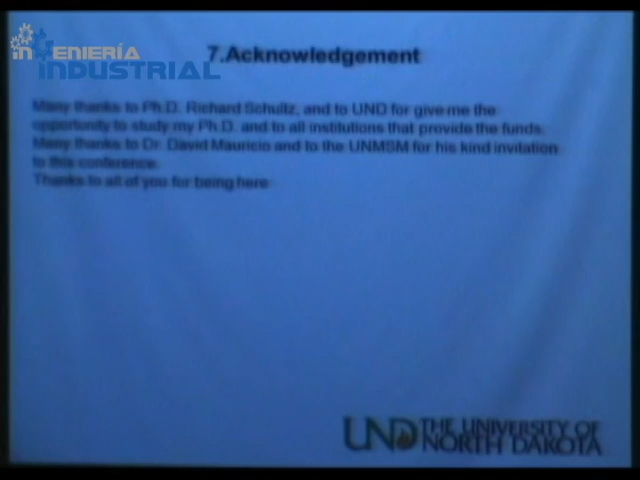 INGENIERÍA
INDUSTRIAL
7.Acknowledgement
Many thanks to Ph.D. Richard Schultz, and to UND for give me the
opportunity to study my Ph.D. and to all institutions that provide the funds.
Many thanks to Dr. David Mauricio and to the UNMSM for his kind invitation
to this conference.
Thanks to all of you for being here
UND THE UNIVERSITY OF
NORTH DAKOTA